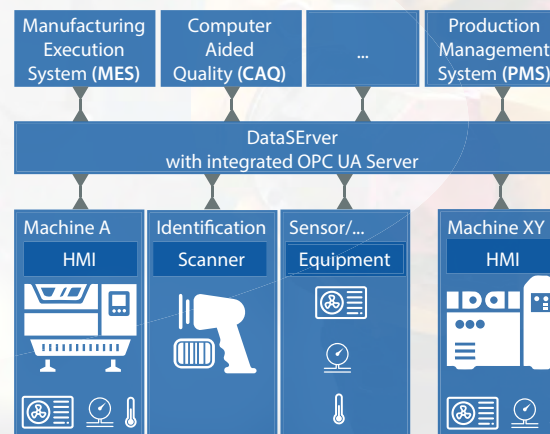 Manufacturing
Execution
System (MES)
Computer
Aided
Quality (CAQ)
...
Production
Management
System (PMS)
DataSErver
with integrated OPC UA Server
Machine A
HMI
Identification
Scanner
Sensor/...
Equipment
Machine XY
HMI